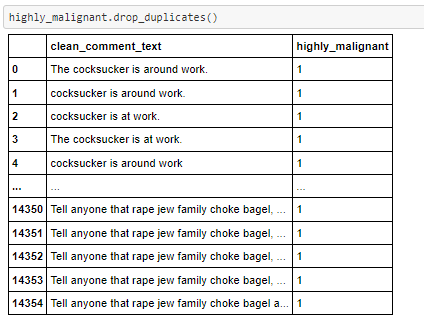 highly_malignant.drop_duplicates()
clean_comment_text highly_malignant
0 The cocksucker is around work. 1
1 cocksucker is around work. 1
2 cocksucker is at work. 1
3 The cocksucker is at work. 1
4 cocksucker is around work 1
... ... ...
14350 Tell anyone that rape jew family choke bagel, ... 1
14351 Tell anyone that rape jew family choke bagel, ... 1
14352 Tell anyone that rape jew family choke bagel, ... 1
14353 Tell anyone that rape jew family choke bagel, ... 1
14354 Tell anyone that rape jew family choke bagel a... 1